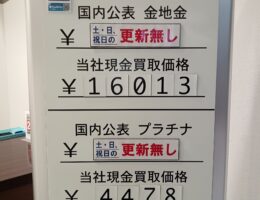 国内公表 金地金
¥ 土・日、祝日の 更新無し
当社現金買取価格
¥ 16013
国内公表 プラチナ
¥ 土・日、祝日の 更新無し
当社現金買取価格
4478